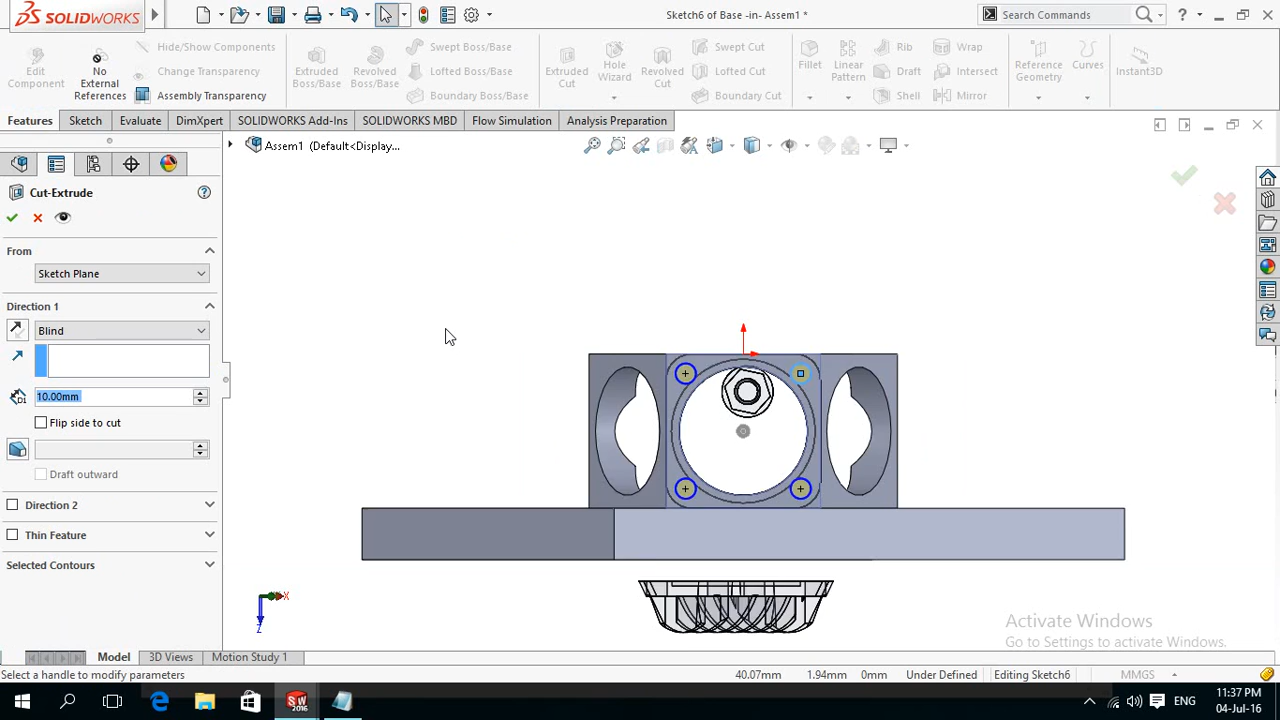 SOLIDWORKS
Sketch6 of Base -in- Assem1 *
Search Commands
?
Edit Component
No External References
Hide/Show Components
Change Transparency
Assembly Transparency
Extruded Boss/Base
Revolved Boss/Base
Swept Boss/Base
Lofted Boss/Base
Boundary Boss/Base
Extruded Cut
Hole Wizard
Revolved Cut
Swept Cut
Lofted Cut
Boundary Cut
Fillet
Linear Pattern
Rib
Draft
Shell
Wrap
Intersect
Mirror
Reference Geometry
Curves
Instant3D
Features
Sketch
Evaluate
DimXpert
SOLIDWORKS Add-Ins
SOLIDWORKS MBD
Flow Simulation
Analysis Preparation
Assem1 (Default<Display...
Cut-Extrude
?
From
Sketch Plane
Direction 1
Blind
10.00mm
Flip side to cut
Draft outward
Direction 2
Thin Feature
Selected Contours
X
Z
Activate Windows
Go to Settings to activate Windows.
Model
3D Views
Motion Study 1
Select a handle to modify parameters
40.07mm
1.94mm
0mm
Under Defined
Editing Sketch6
MMGS
SW
2016
ENG
11:37 PM
04-Jul-16